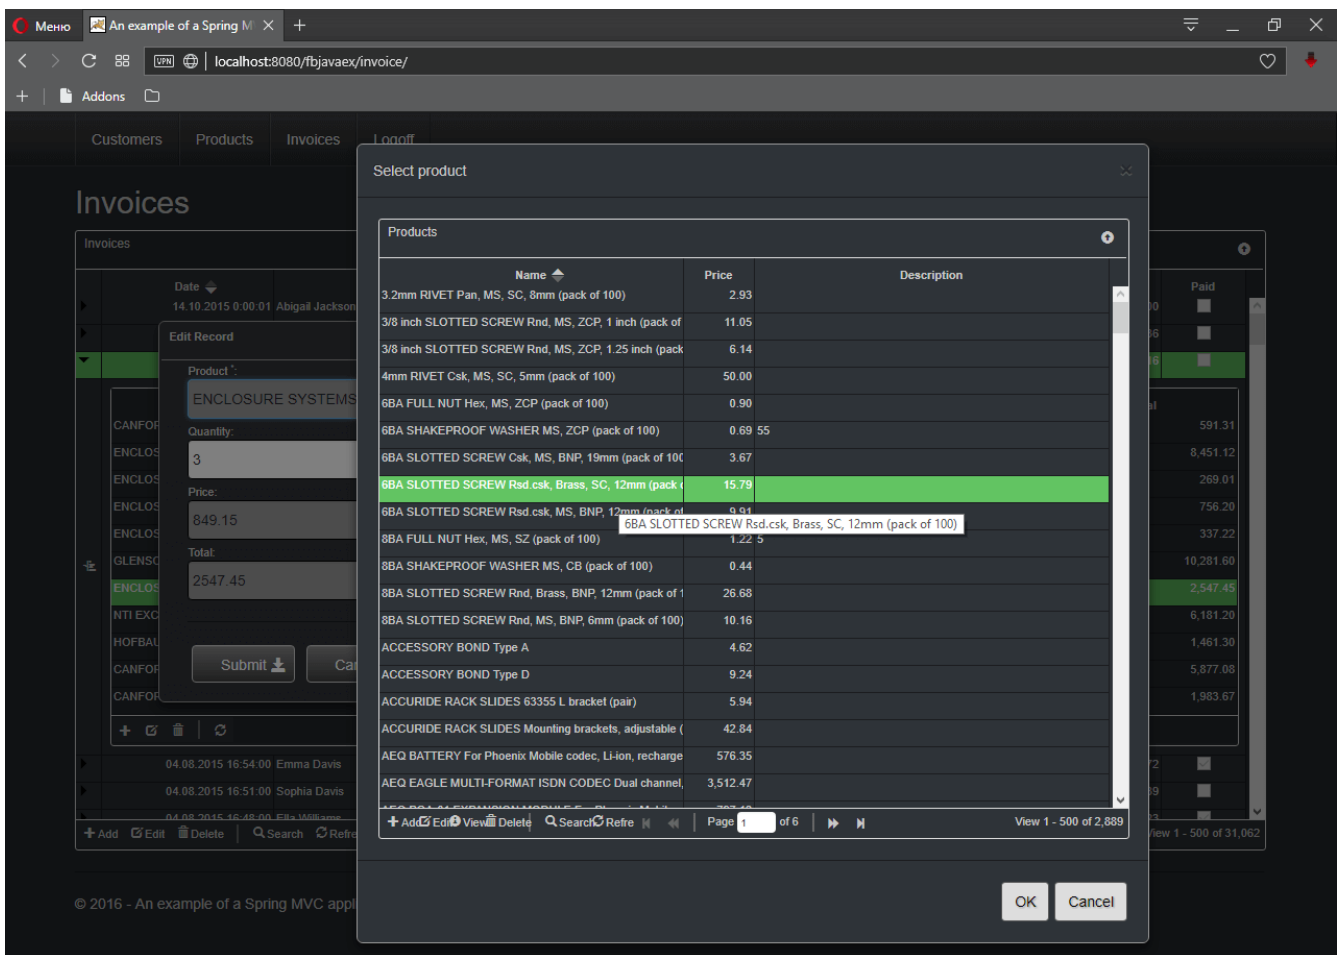 Меню An example of a Spring M
VPN localhost:8080/fbjavaex/invoice/
Addons
Customers Products Invoices Logoff
Invoices
Invoices
Date Paid
14.10.2015 0:00:01 Abigail Jackson
Edit Record
Product *:
ENCLOSURE SYSTEMS
Quantity:
3
Price:
849.15
Total:
2547.45
Submit Ca
CANFOR 591.31
ENCLOS 8,451.12
ENCLOS 269.01
ENCLOS 756.20
ENCLOS 337.22
GLENSO 10,281.60
ENCLOS 2,547.45
NTI EXC 6,181.20
HOFBAU 1,461.30
CANFOR 5,877.08
CANFOR 1,983.67
04.08.2015 16:54:00 Emma Davis
04.08.2015 16:51:00 Sophia Davis
04.08.2015 16:48:00 Ella Williams
Add Edit Delete Search Refre View 1 - 500 of 31,062
© 2016 - An example of a Spring MVC appl
Select product
Products
Name Price Description
3.2mm RIVET Pan, MS, SC, 8mm (pack of 100) 2.93
3/8 inch SLOTTED SCREW Rnd, MS, ZCP, 1 inch (pack of 11.05
3/8 inch SLOTTED SCREW Rnd, MS, ZCP, 1.25 inch (pack 6.14
4mm RIVET Csk, MS, SC, 5mm (pack of 100) 50.00
6BA FULL NUT Hex, MS, ZCP (pack of 100) 0.90
6BA SHAKEPROOF WASHER MS, ZCP (pack of 100) 0.69 55
6BA SLOTTED SCREW Csk, MS, BNP, 19mm (pack of 100 3.67
6BA SLOTTED SCREW Rsd.csk, Brass, SC, 12mm (pack o 15.79
6BA SLOTTED SCREW Rsd.csk, MS, BNP, 12mm (pack of 9.91
6BA SLOTTED SCREW Rsd.csk, Brass, SC, 12mm (pack of 100)
8BA FULL NUT Hex, MS, SZ (pack of 100) 1.22 5
8BA SHAKEPROOF WASHER MS, CB (pack of 100) 0.44
8BA SLOTTED SCREW Rnd, Brass, BNP, 12mm (pack of 1 26.68
8BA SLOTTED SCREW Rnd, MS, BNP, 6mm (pack of 100) 10.16
ACCESSORY BOND Type A 4.62
ACCESSORY BOND Type D 9.24
ACCURIDE RACK SLIDES 63355 L bracket (pair) 5.94
ACCURIDE RACK SLIDES Mounting brackets, adjustable ( 42.84
AEQ BATTERY For Phoenix Mobile codec, Li-ion, recharge 576.35
AEQ EAGLE MULTI-FORMAT ISDN CODEC Dual channel, 3,512.47
Add Edit View Delete Search Refre Page 1 of 6 View 1 - 500 of 2,889
OK Cancel